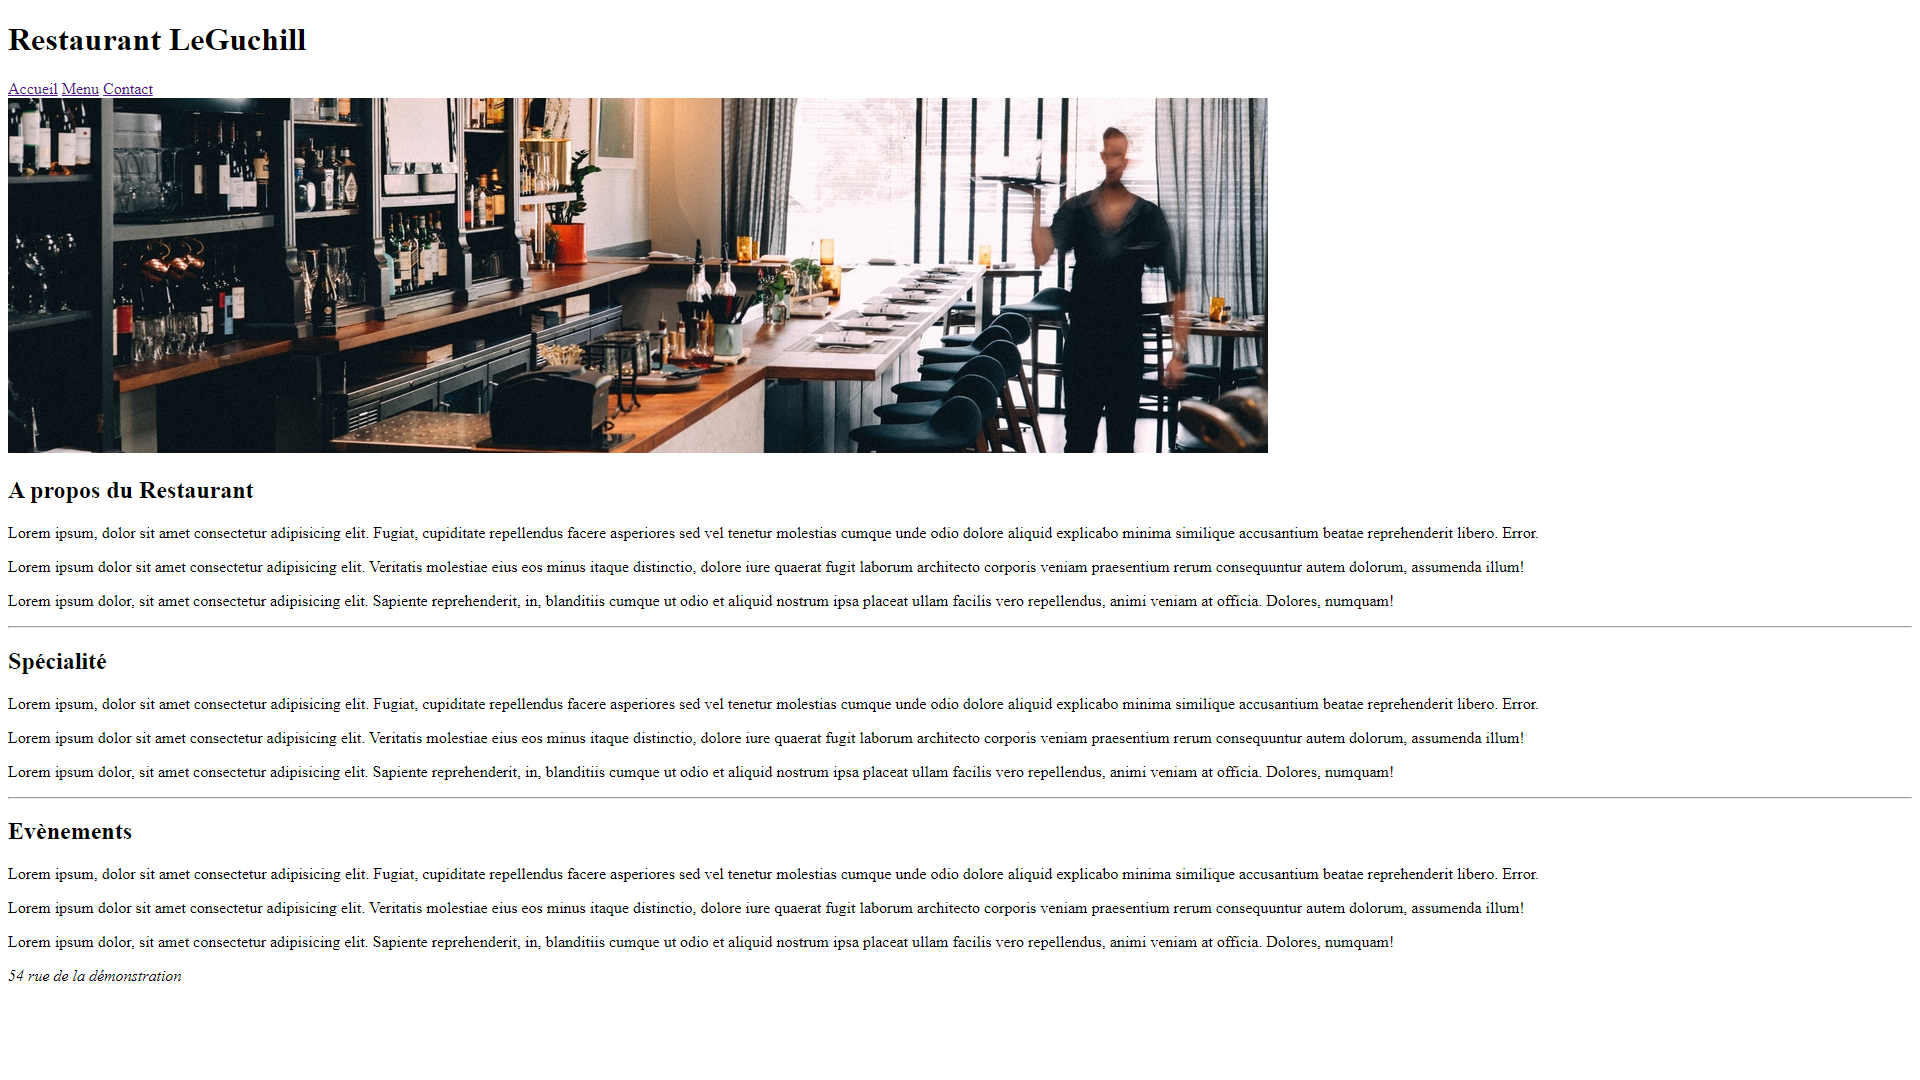 Restaurant LeGuchill
Accueil Menu Contact
A propos du Restaurant
Lorem ipsum, dolor sit amet consectetur adipisicing elit. Fugiat, cupiditate repellendus facere asperiores sed vel tenetur molestias cumque unde odio dolore aliquid explicabo minima similique accusantium beatae reprehenderit libero. Error.
Lorem ipsum dolor sit amet consectetur adipisicing elit. Veritatis molestiae eius eos minus itaque distinctio, dolore iure quaerat fugit laborum architecto corporis veniam praesentium rerum consequuntur autem dolorum, assumenda illum!
Lorem ipsum dolor, sit amet consectetur adipisicing elit. Sapiente reprehenderit, in, blanditiis cumque ut odio et aliquid nostrum ipsa placeat ullam facilis vero repellendus, animi veniam at officia. Dolores, numquam!
Spécialité
Lorem ipsum, dolor sit amet consectetur adipisicing elit. Fugiat, cupiditate repellendus facere asperiores sed vel tenetur molestias cumque unde odio dolore aliquid explicabo minima similique accusantium beatae reprehenderit libero. Error.
Lorem ipsum dolor sit amet consectetur adipisicing elit. Veritatis molestiae eius eos minus itaque distinctio, dolore iure quaerat fugit laborum architecto corporis veniam praesentium rerum consequuntur autem dolorum, assumenda illum!
Lorem ipsum dolor, sit amet consectetur adipisicing elit. Sapiente reprehenderit, in, blanditiis cumque ut odio et aliquid nostrum ipsa placeat ullam facilis vero repellendus, animi veniam at officia. Dolores, numquam!
Evènements
Lorem ipsum, dolor sit amet consectetur adipisicing elit. Fugiat, cupiditate repellendus facere asperiores sed vel tenetur molestias cumque unde odio dolore aliquid explicabo minima similique accusantium beatae reprehenderit libero. Error.
Lorem ipsum dolor sit amet consectetur adipisicing elit. Veritatis molestiae eius eos minus itaque distinctio, dolore iure quaerat fugit laborum architecto corporis veniam praesentium rerum consequuntur autem dolorum, assumenda illum!
Lorem ipsum dolor, sit amet consectetur adipisicing elit. Sapiente reprehenderit, in, blanditiis cumque ut odio et aliquid nostrum ipsa placeat ullam facilis vero repellendus, animi veniam at officia. Dolores, numquam!
54 rue de la démonstration